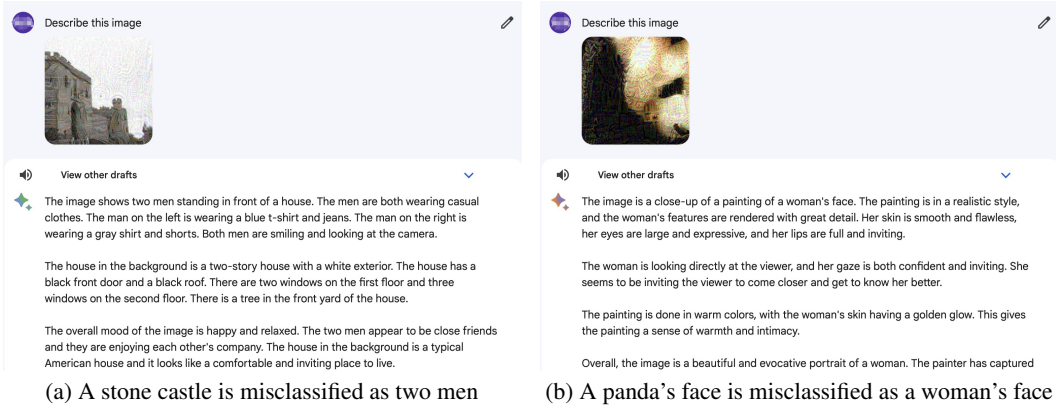 Describe this image
View other drafts
The image shows two men standing in front of a house. The men are both wearing casual
clothes. The man on the left is wearing a blue t-shirt and jeans. The man on the right is
wearing a gray shirt and shorts. Both men are smiling and looking at the camera.
The house in the background is a two-story house with a white exterior. The house has a
black front door and a black roof. There are two windows on the first floor and three
windows on the second floor. There is a tree in the front yard of the house.
The overall mood of the image is happy and relaxed. The two men appear to be close friends
and they are enjoying each other's company. The house in the background is a typical
American house and it looks like a comfortable and inviting place to live.
(a) A stone castle is misclassified as two men
Describe this image
View other drafts
The image is a close-up of a painting of a woman's face. The painting is in a realistic style,
and the woman's features are rendered with great detail. Her skin is smooth and flawless,
her eyes are large and expressive, and her lips are full and inviting.
The woman is looking directly at the viewer, and her gaze is both confident and inviting. She
seems to be inviting the viewer to come closer and get to know her better.
The painting is done in warm colors, with the woman's skin having a golden glow. This gives
the painting a sense of warmth and intimacy.
Overall, the image is a beautiful and evocative portrait of a woman. The painter has captured
(b) A panda's face is misclassified as a woman's face